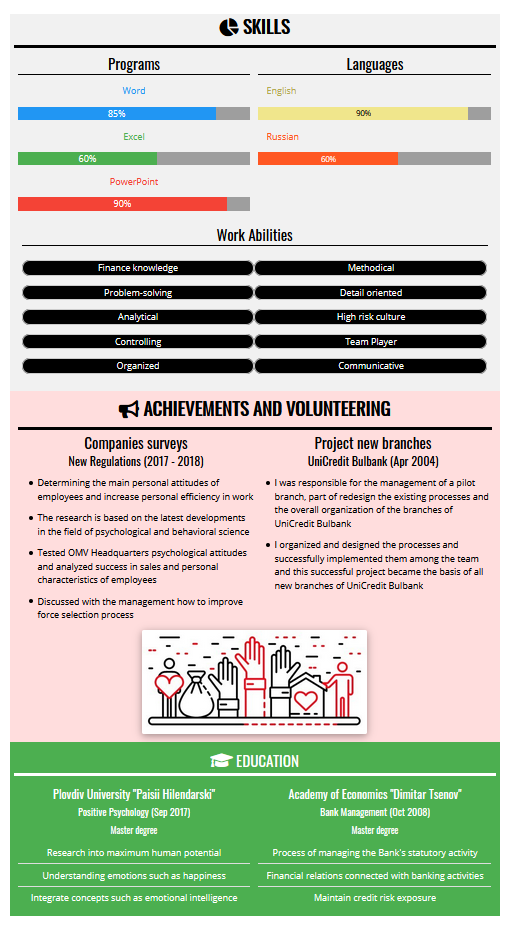 SKILLS
Programs
Word
85%
Excel
60%
PowerPoint
90%
Languages
English
90%
Russian
60%
Work Abilities
Finance knowledge
Methodical
Problem-solving
Detail oriented
Analytical
High risk culture
Controlling
Team Player
Organized
Communicative
ACHIEVEMENTS AND VOLUNTEERING
Companies surveys
New Regulations (2017 - 2018)
Determining the main personal attitudes of
employees and increase personal efficiency in work
The research is based on the latest developments
in the field of psychological and behavioral science
Tested OMV Headquarters psychological attitudes
and analyzed success in sales and personal
characteristics of employees
Discussed with the management how to improve
force selection process
Project new branches
UniCredit Bulbank (Apr 2004)
I was responsible for the management of a pilot
branch, part of redesign the existing processes and
the overall organization of the branches of
UniCredit Bulbank
I organized and designed the processes and
successfully implemented them among the team
and this successful project became the basis of all
new branches of UniCredit Bulbank
EDUCATION
Plovdiv University "Paisii Hilendarski"
Positive Psychology (Sep 2017)
Master degree
Research into maximum human potential
Understanding emotions such as happiness
Integrate concepts such as emotional intelligence
Academy of Economics "Dimitar Tsenov"
Bank Management (Oct 2008)
Master degree
Process of managing the Bank's statutory activity
Financial relations connected with banking activities
Maintain credit risk exposure